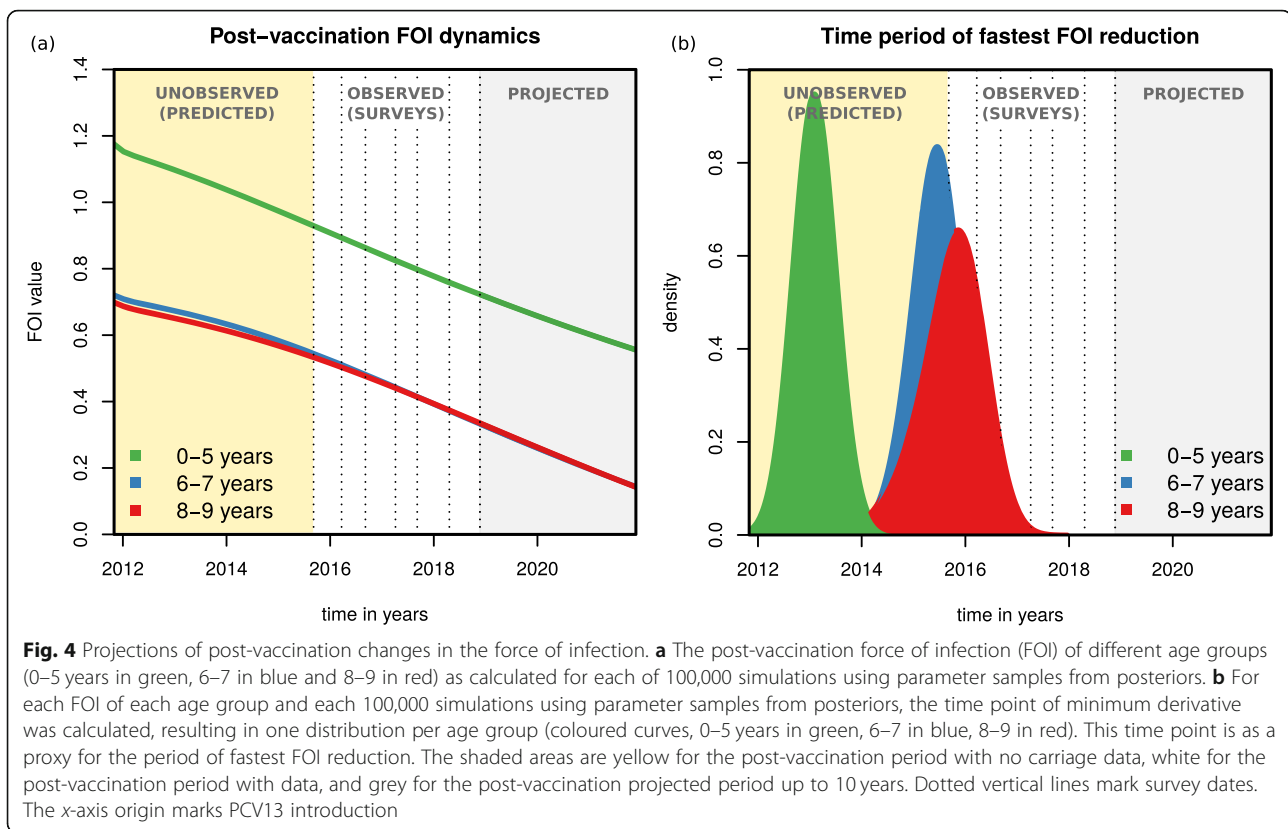 (a)
Post–vaccination FOI dynamics
UNOBSERVED
(PREDICTED)
OBSERVED
(SURVEYS)
PROJECTED
FOI value
1.4
1.2
1.0
0.8
0.6
0.4
0.2
0.0
0–5 years
6–7 years
8–9 years
2012 2014 2016 2018 2020
time in years
(b)
Time period of fastest FOI reduction
UNOBSERVED
(PREDICTED)
OBSERVED
(SURVEYS)
PROJECTED
density
1.0
0.8
0.6
0.4
0.2
0.0
0–5 years
6–7 years
8–9 years
2012 2014 2016 2018 2020
time in years
Fig. 4 Projections of post-vaccination changes in the force of infection. a The post-vaccination force of infection (FOI) of different age groups
(0–5 years in green, 6–7 in blue and 8–9 in red) as calculated for each of 100,000 simulations using parameter samples from posteriors. b For
each FOI of each age group and each 100,000 simulations using parameter samples from posteriors, the time point of minimum derivative
was calculated, resulting in one distribution per age group (coloured curves, 0–5 years in green, 6–7 in blue, 8–9 in red). This time point is as a
proxy for the period of fastest FOI reduction. The shaded areas are yellow for the post-vaccination period with no carriage data, white for the
post-vaccination period with data, and grey for the post-vaccination projected period up to 10 years. Dotted vertical lines mark survey dates.
The x-axis origin marks PCV13 introduction